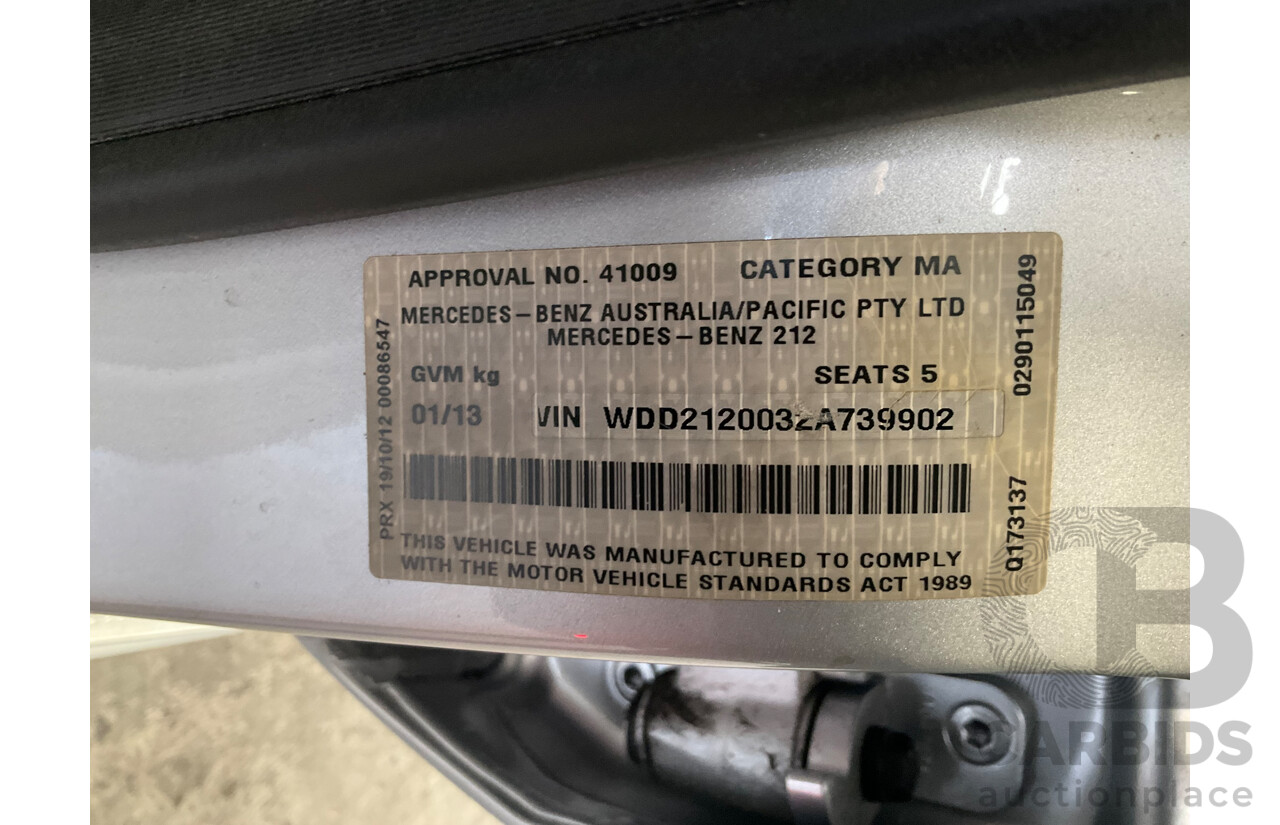 APPROVAL NO. 41009 CATEGORY MA
MERCEDES-BENZ AUSTRALIA/PACIFIC PTY LTD
MERCEDES-BENZ 212
GVM kg SEATS 5
01/13 VIN WDD2120032A739902
THIS VEHICLE WAS MANUFACTURED TO COMPLY
WITH THE MOTOR VEHICLE STANDARDS ACT 1989
PRX 19/10/12 00086547
0290115049
Q173137
CARBIDS
auctionplace